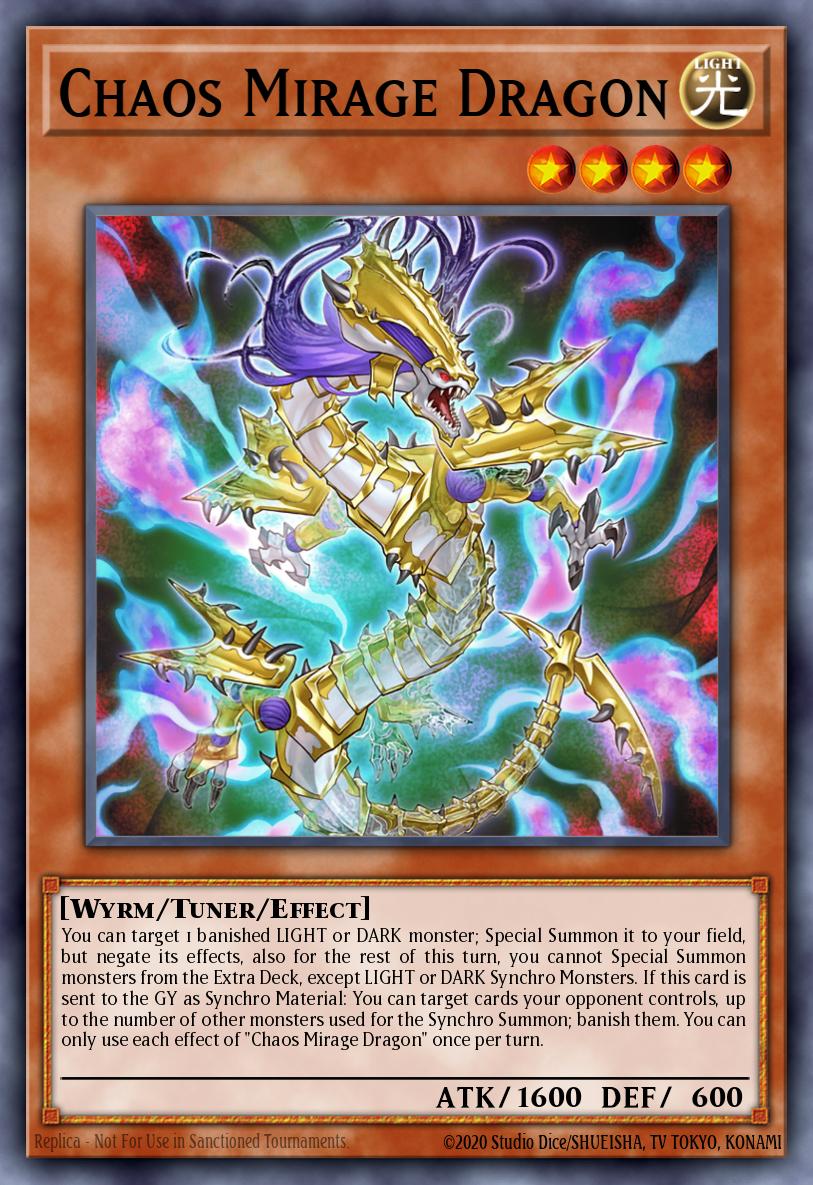 CHAOS MIRAGE DRAGON
LIGHT
光
[WYRM/TUNER/EFFECT]
You can target 1 banished LIGHT or DARK monster; Special Summon it to your field,
but negate its effects, also for the rest of this turn, you cannot Special Summon
monsters from the Extra Deck, except LIGHT or DARK Synchro Monsters. If this card is
sent to the GY as Synchro Material: You can target cards your opponent controls, up
to the number of other monsters used for the Synchro Summon; banish them. You can
only use each effect of "Chaos Mirage Dragon" once per turn.
ATK/1600 DEF/ 600
Replica - Not For Use in Sanctioned Tournaments.
©2020 Studio Dice/SHUEISHA, TV TOKYO, KONAMI